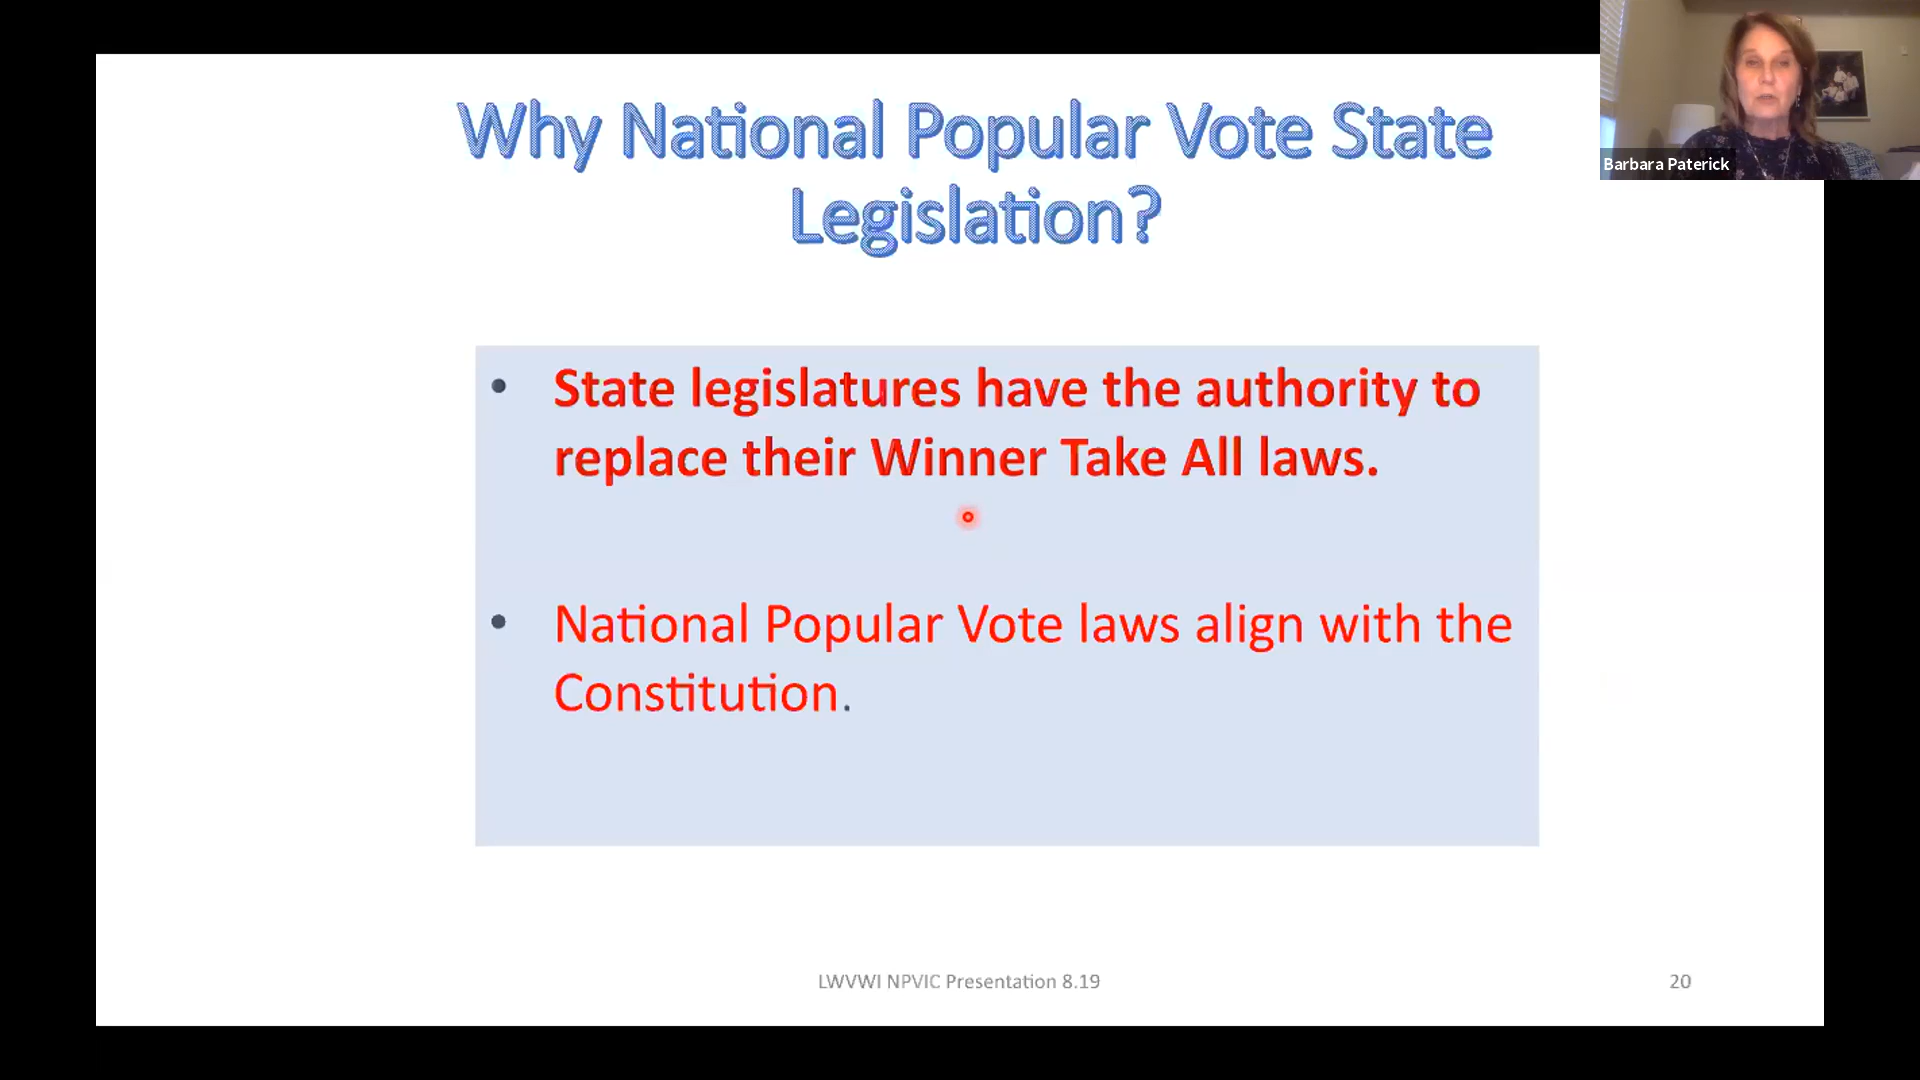 Why National Popular Vote State
Legislation?
Barbara Paterick
• State legislatures have the authority to
replace their Winner Take All laws.
• National Popular Vote laws align with the
Constitution.
LWVWI NPVIC Presentation 8.19
20